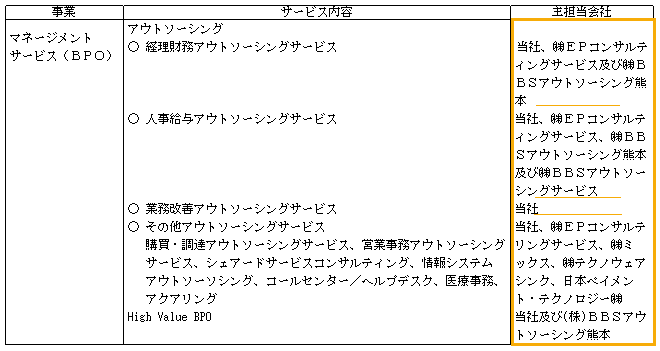 事業 サービス内容 主担当会社
マネージメント
サービス（ＢＰＯ）
アウトソーシング
○ 経理財務アウトソーシングサービス
○ 人事給与アウトソーシングサービス
○ 業務改善アウトソーシングサービス
○ その他アウトソーシングサービス
購買・調達アウトソーシングサービス、営業事務アウトソーシング
サービス、シェアードサービスコンサルティング、情報システム
アウトソーソシング、コールセンター／ヘルプデスク、医療事務、
アクアリング
High Value BPO
当社、㈱ＥＰコンサルテ
ィングサービス及び㈱Ｂ
ＢＳアウトソーシング熊
本
当社、㈱ＥＰコンサルテ
ィングサービス、㈱ＢＢ
Ｓアウトソーシング熊本
及び㈱ＢＢＳアウトソー
シングサービス
当社
当社、㈱ＥＰコンサルテ
リングサービス、㈱ミ
ックス、㈱テクノウェア
シンク、日本ペイメン
ト・テクノロジー㈱
当社及び(株)ＢＢＳアウ
トソーシング熊本